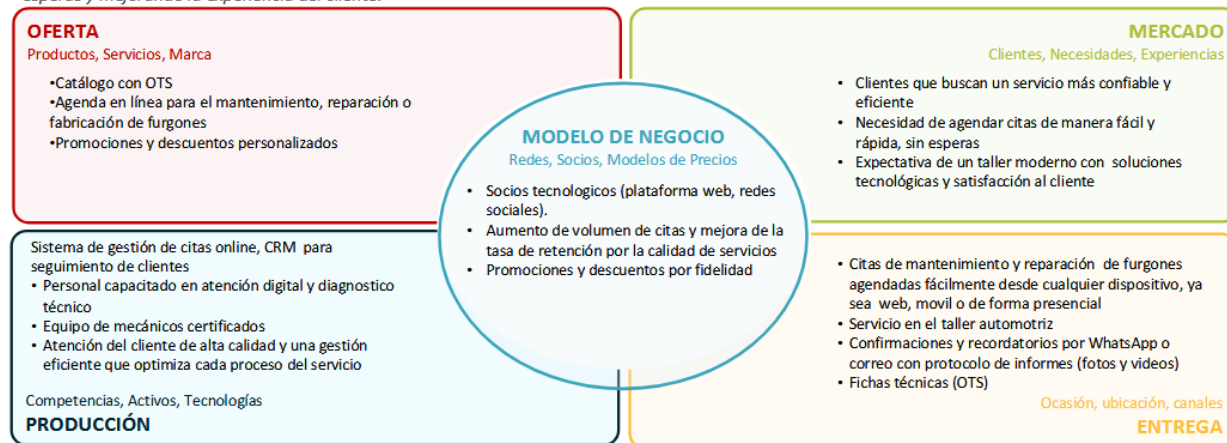 esperas y mejorando la experiencia del cliente.
OFERTA
Productos, Servicios, Marca
•Catálogo con OTS
•Agenda en línea para el mantenimiento, reparación o
fabricación de furgones
•Promociones y descuentos personalizados
MERCADO
Clientes, Necesidades, Experiencias
• Clientes que buscan un servicio más confiable y
eficiente
• Necesidad de agendar citas de manera fácil y
rápida, sin esperas
• Expectativa de un taller moderno con soluciones
tecnológicas y satisfacción al cliente
MODELO DE NEGOCIO
Redes, Socios, Modelos de Precios
• Socios tecnologicos (plataforma web, redes
sociales).
• Aumento de volumen de citas y mejora de la
tasa de retención por la calidad de servicios
• Promociones y descuentos por fidelidad
Sistema de gestión de citas online, CRM para
seguimiento de clientes
• Personal capacitado en atención digital y diagnostico
técnico
• Equipo de mecánicos certificados
• Atención del cliente de alta calidad y una gestión
eficiente que optimiza cada proceso del servicio
Competencias, Activos, Tecnologías
PRODUCCIÓN
• Citas de mantenimiento y reparación de furgones
agendadas fácilmente desde cualquier dispositivo, ya
sea web, movil o de forma presencial
• Servicio en el taller automotriz
• Confirmaciones y recordatorios por WhatsApp o
correo con protocolo de informes (fotos y videos)
• Fichas técnicas (OTS)
Ocasión, ubicación, canales
ENTREGA